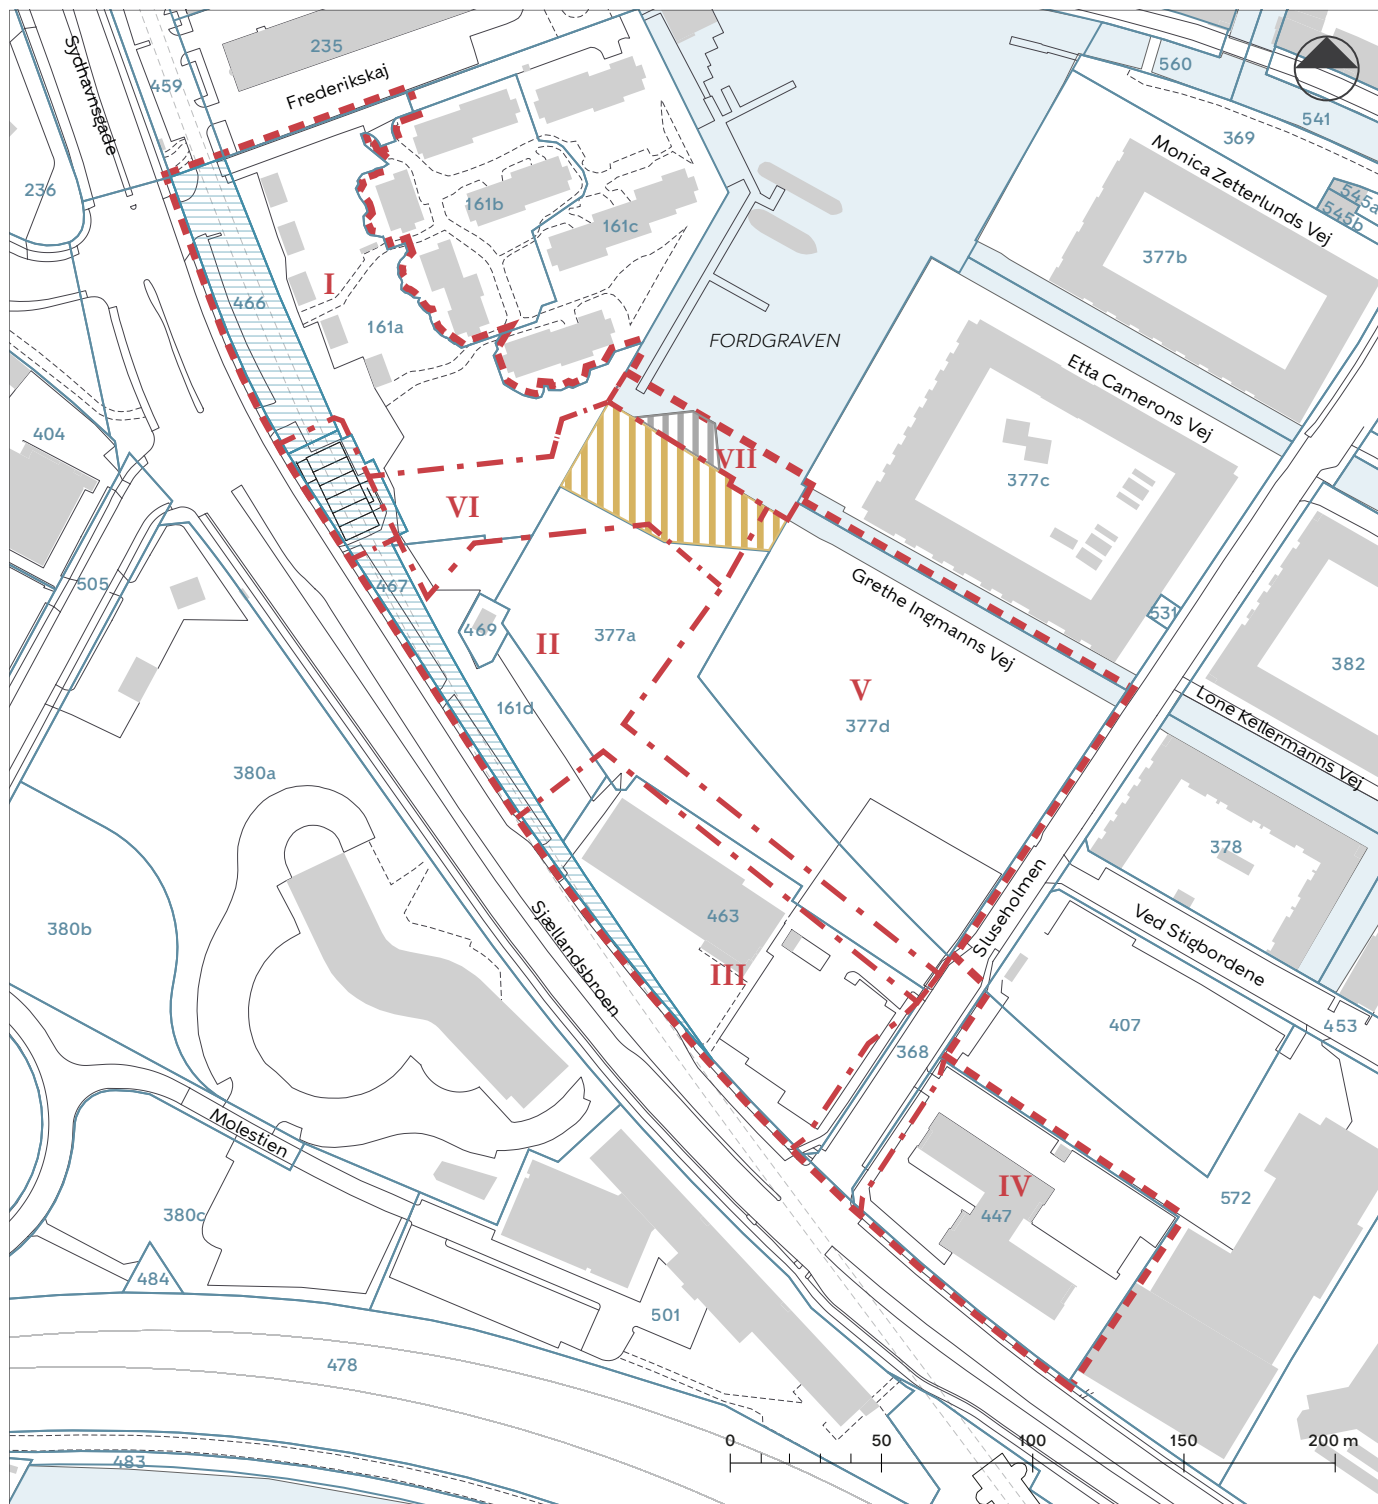 235
459
Sydhavnsgade
Frederikskaj
560
541
369
Monica Zetterlunds Vej
545a
545b
236
161b
161c
377b
I
466
161a
FORDGRAVEN
Etta Camerons Vej
404
VII
377c
VI
505
467
469
Grethe Ingmanns Vej
531
II
377a
382
V
377d
161d
Lone Kellermanns Vej
380a
378
Sluseholmen
380b
463
Sjællandsbroen
Ved Stigbordene
III
407
453
368
Molestien
IV
447
572
380c
484
501
478
483
0 50 100 150 200 m